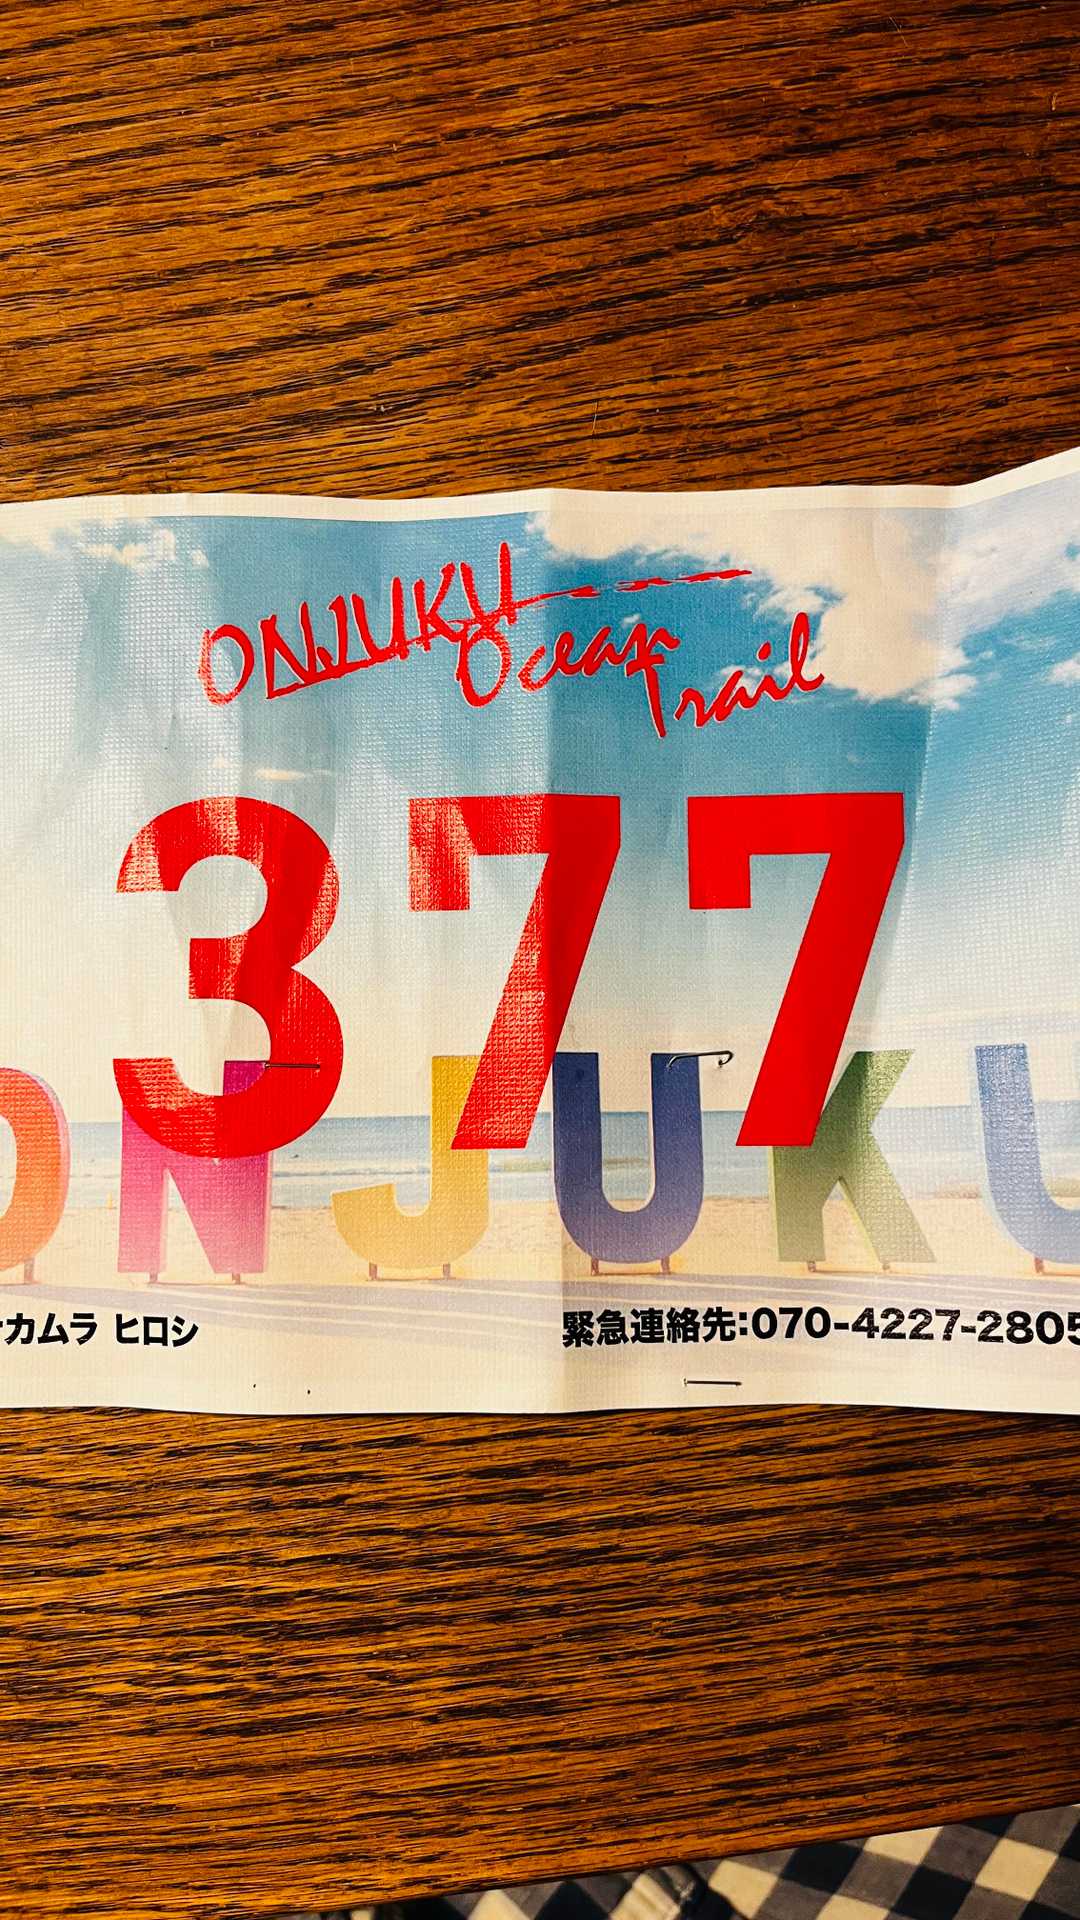 ONJUKU
Ocean
Trail
377
ONJUKU
カムラ ヒロシ
緊急連絡先:070-4227-2805